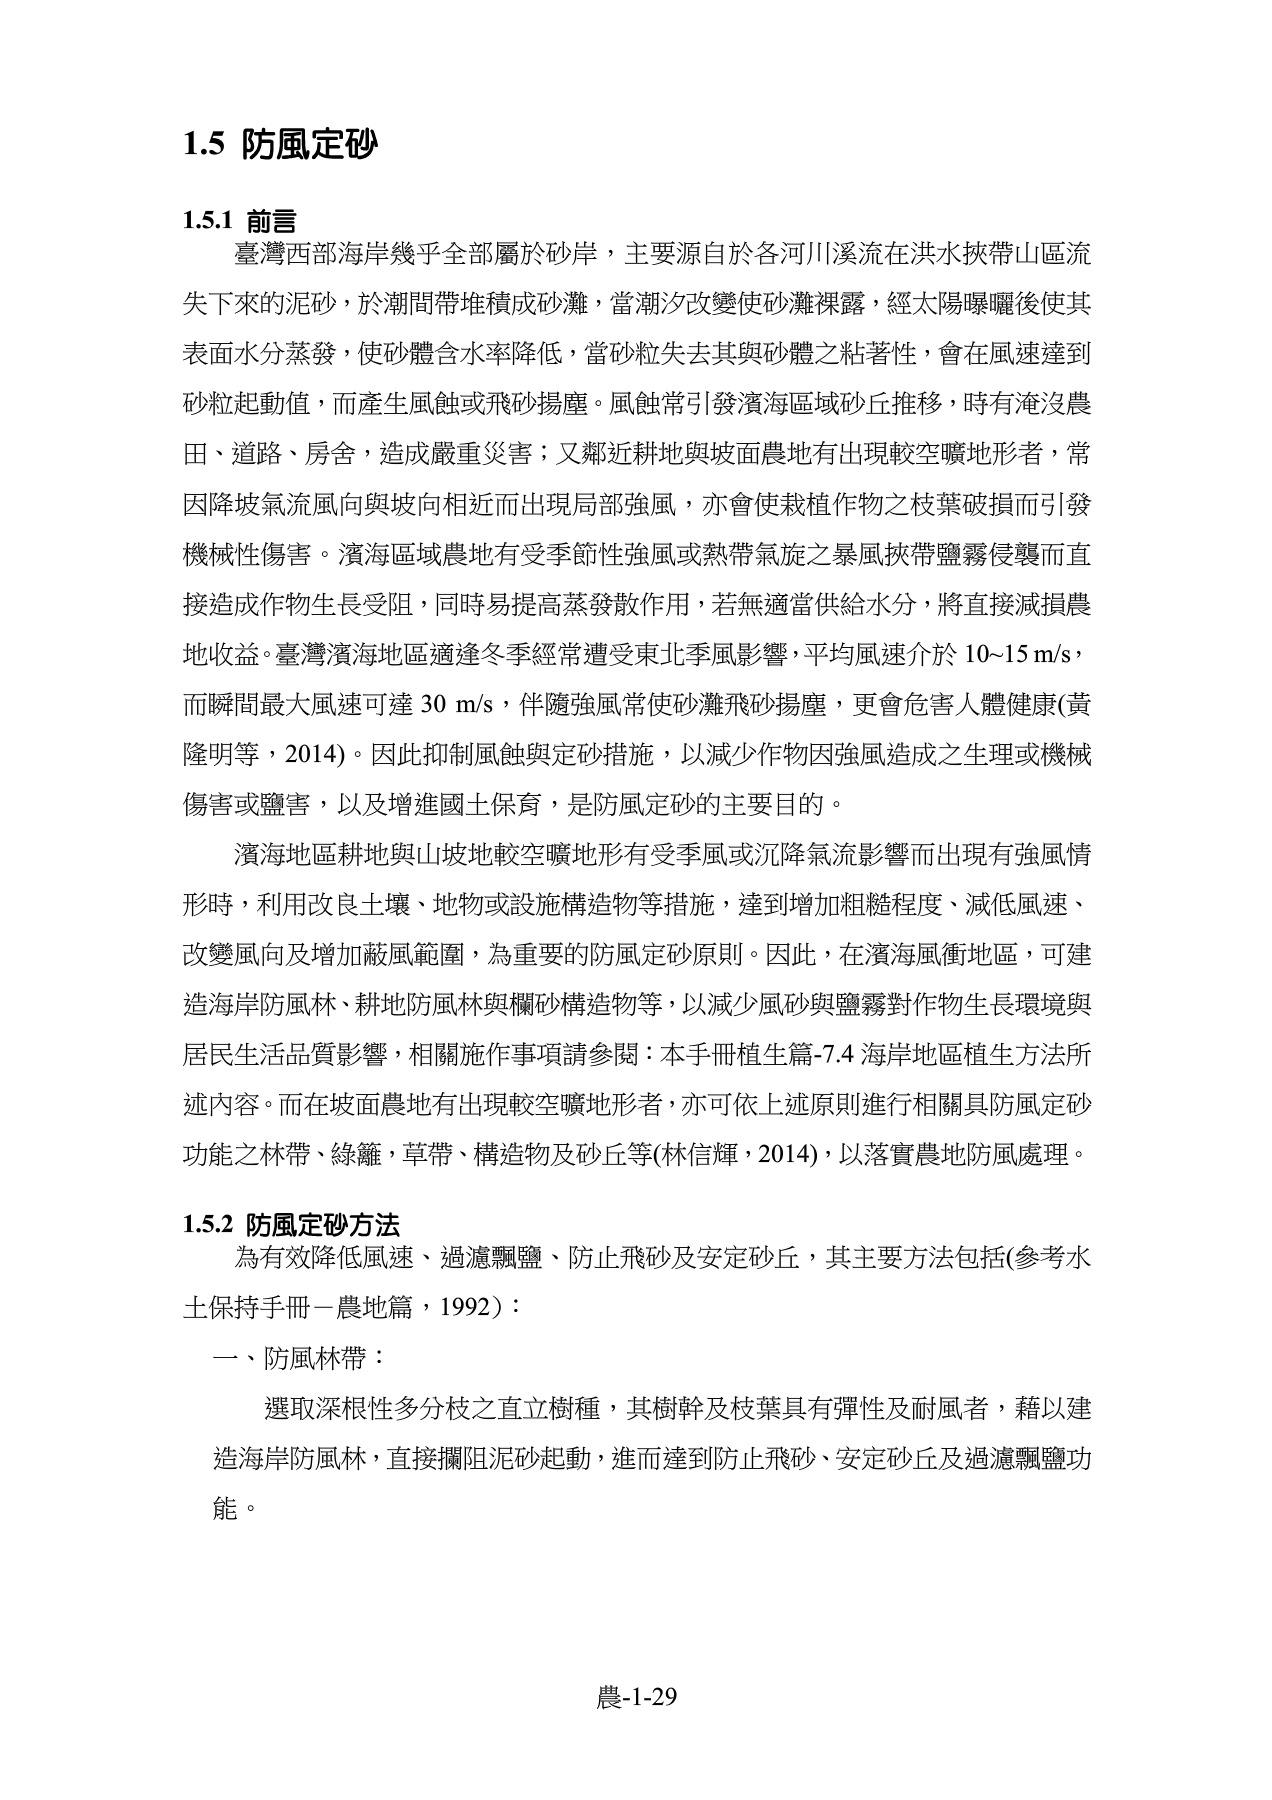 1.5 防風定砂
1.5.1 前言
臺灣西部海岸幾乎全部屬於砂岸，主要源自於各河川溪流在洪水挾帶山區流
失下來的泥砂，於潮間帶堆積成砂灘，當潮汐改變使砂灘裸露，經太陽曝曬後使其
表面水分蒸發，使砂體含水率降低，當砂粒失去其與砂體之粘著性，會在風速達到
砂粒起動值，而產生風蝕或飛砂揚塵。風蝕常引發濱海區域砂丘推移，時有淹沒農
田、道路、房舍，造成嚴重災害；又鄰近耕地與坡面農地有出現較空曠地形者，常
因降坡氣流風向與坡向相近而出現局部強風，亦會使栽植作物之枝葉破損而引發
機械性傷害。濱海區域農地有受季節性強風或熱帶氣旋之暴風挾帶鹽霧侵襲而直
接造成作物生長受阻，同時易提高蒸發散作用，若無適當供給水分，將直接減損農
地收益。臺灣濱海地區適逢冬季經常遭受東北季風影響，平均風速介於 10~15 m/s，
而瞬間最大風速可達 30 m/s，伴隨強風常使砂灘飛砂揚塵，更會危害人體健康(黃
隆明等，2014)。因此抑制風蝕與定砂措施，以減少作物因強風造成之生理或機械
傷害或鹽害，以及增進國土保育，是防風定砂的主要目的。
濱海地區耕地與山坡地較空曠地形有受季風或沉降氣流影響而出現有強風情
形時，利用改良土壤、地物或設施構造物等措施，達到增加粗糙程度、減低風速、
改變風向及增加蔽風範圍，為重要的防風定砂原則。因此，在濱海風衝地區，可建
造海岸防風林、耕地防風林與欄砂構造物等，以減少風砂與鹽霧對作物生長環境與
居民生活品質影響，相關施作事項請參閱：本手冊植生篇-7.4 海岸地區植生方法所
述內容。而在坡面農地有出現較空曠地形者，亦可依上述原則進行相關具防風定砂
功能之林帶、綠籬，草帶、構造物及砂丘等(林信輝，2014)，以落實農地防風處理。
1.5.2 防風定砂方法
為有效降低風速、過濾飄鹽、防止飛砂及安定砂丘，其主要方法包括(參考水
土保持手冊－農地篇，1992)：
一、防風林帶：
選取深根性多分枝之直立樹種，其樹幹及枝葉具有彈性及耐風者，藉以建
造海岸防風林，直接攔阻泥砂起動，進而達到防止飛砂、安定砂丘及過濾飄鹽功
能。
農-1-29